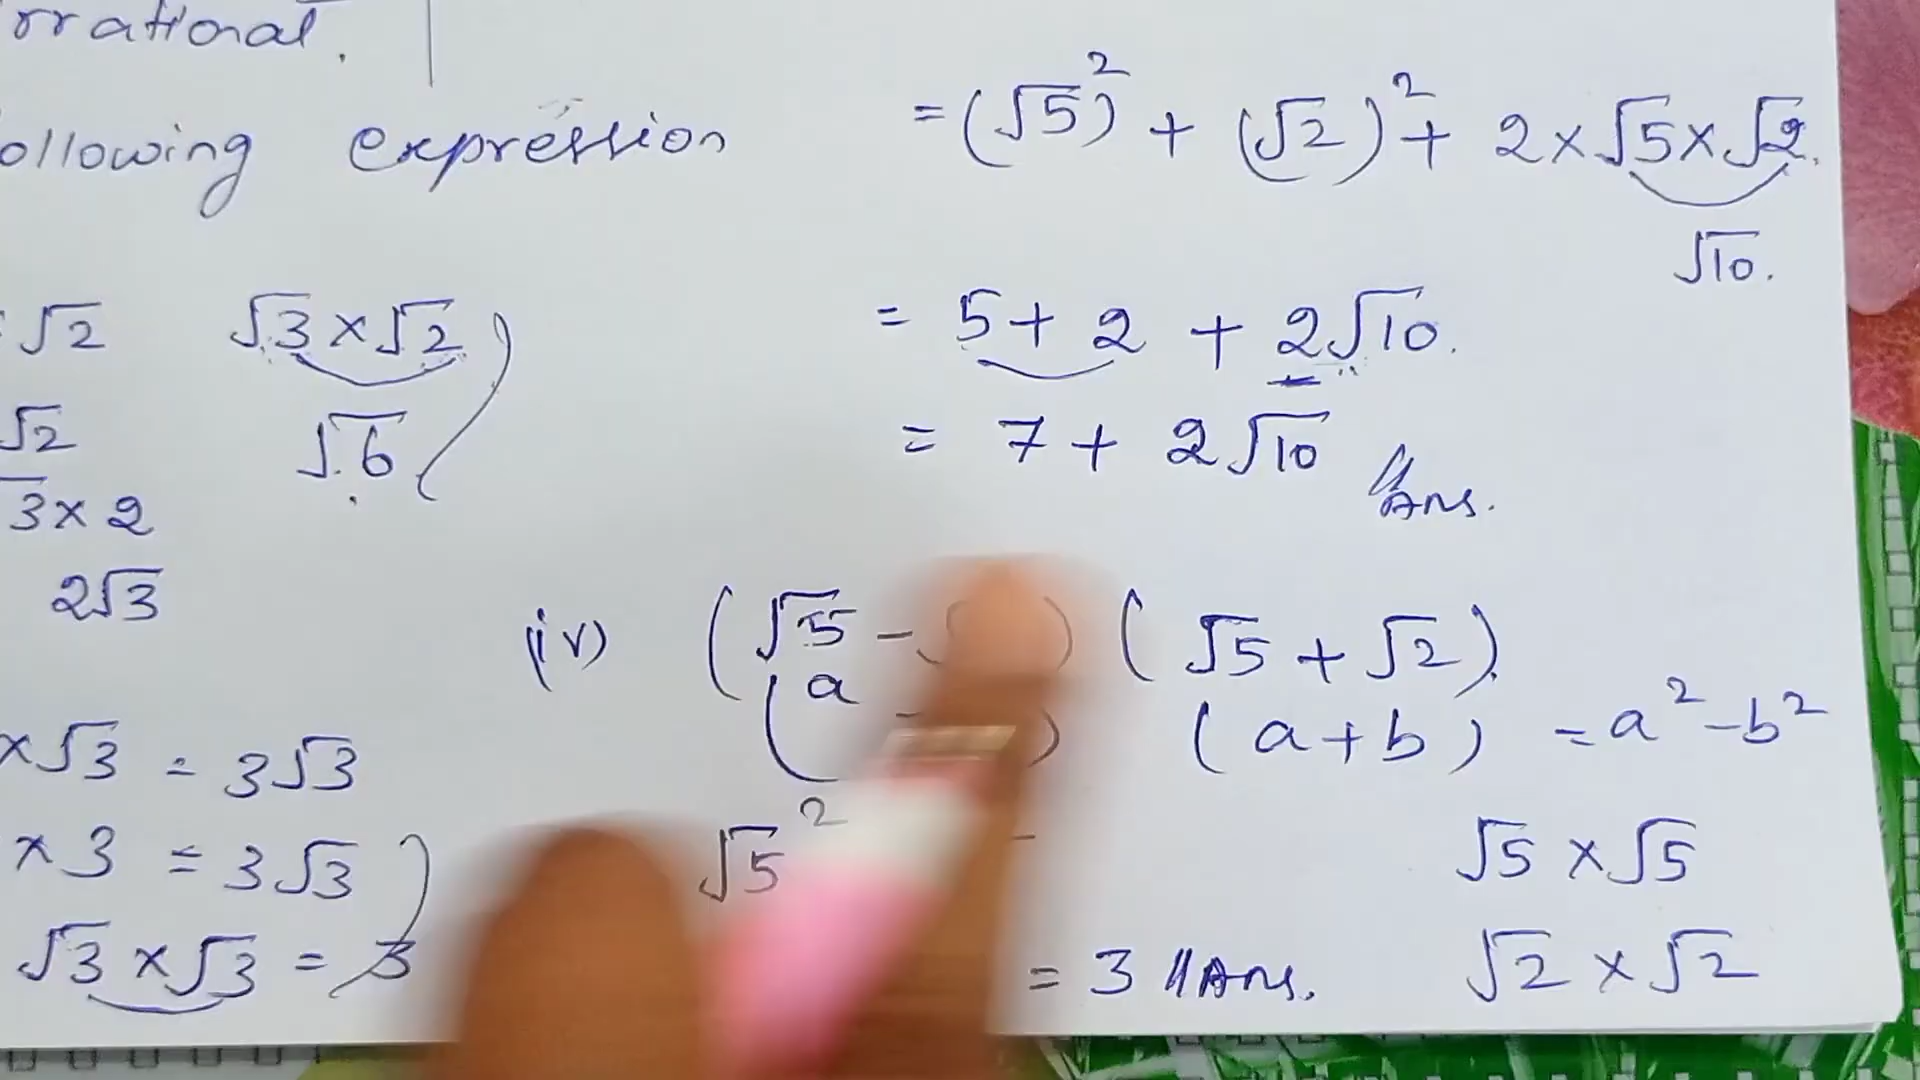 rrational.
ollowing expression
√2 √3×√2
√6
√2
3×2
2√3
×√3 = 3√3
×3 = 3√3
√3×√3 = 3
=(√5)²+(√2)²+ 2×√5×√2.
√10.
= 5+2 + 2√10.
= 7+ 2√10 Ans.
(iv) (√5 - ) (√5+√2).
a
( - ) (a+b) = a²-b²
√5² - √5×√5
= 3 Ans. √2×√2